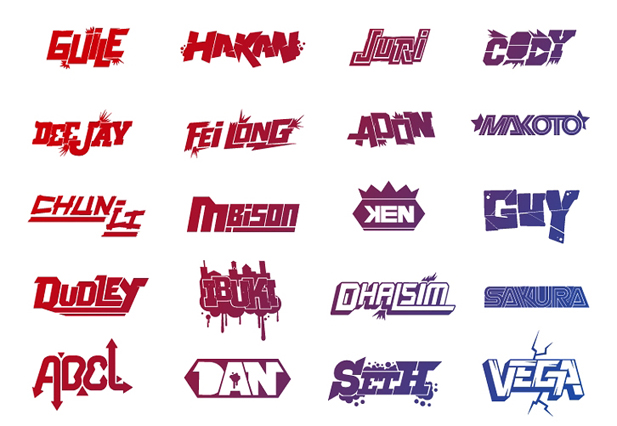 GUILE
HAKAN
JURI
CODY
DEE JAY
FEI LONG
ADON
MAKOTO
CHUN-LI
M.BISON
KEN
GUY
DUDLEY
IBUKI
DHALSIM
SAKURA
ABEL
DAN
SETH
VEGA